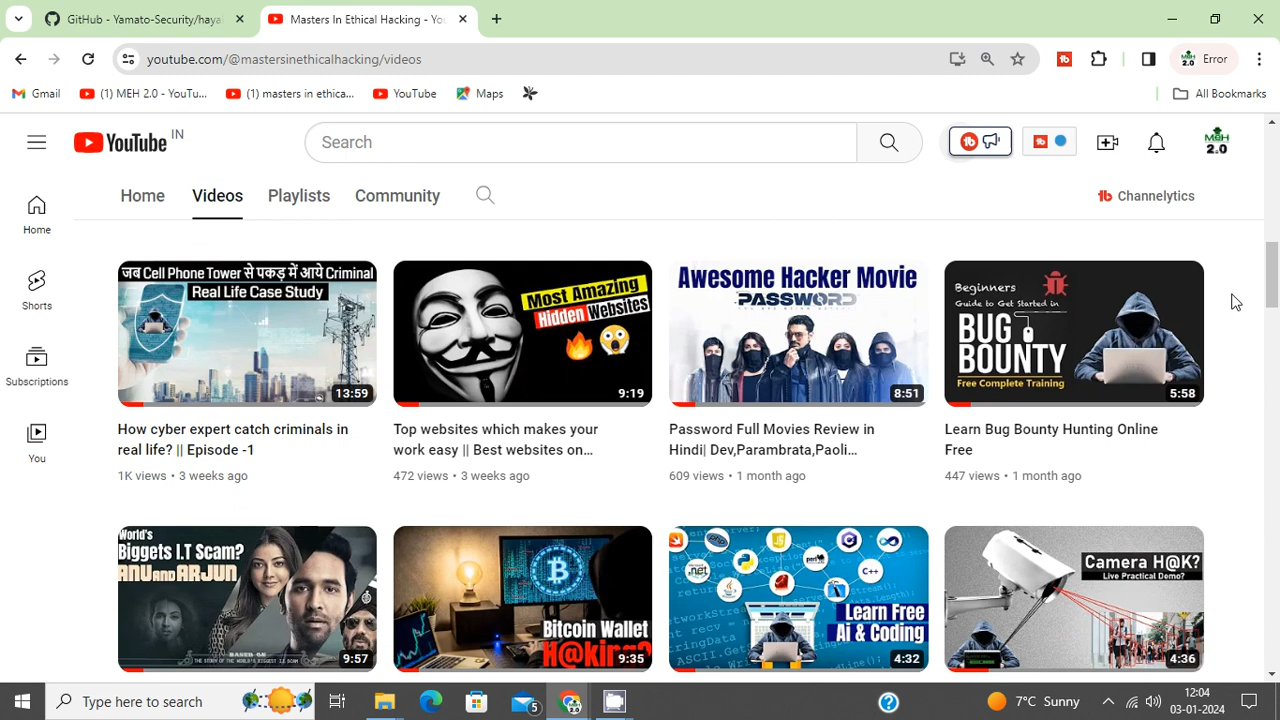 GitHub - Yamato-Security/haya
Masters In Ethical Hacking - You
youtube.com/@mastersinethicalhacking/videos
Error
Gmail
(1) MEH 2.0 - YouTu...
(1) masters in ethica...
YouTube
Maps
All Bookmarks
YouTube IN
Search
MEH 2.0
Home
Videos
Playlists
Community
Channelytics
Home
Shorts
Subscriptions
You
जब Cell Phone Tower से पकड़ में आये Criminal
Real Life Case Study
13:59
Most Amazing
Hidden Websites
9:19
Awesome Hacker Movie
PASSWORD
8:51
Beginners
Guide to Get Started in
BUG
BOUNTY
Free Complete Training
5:58
How cyber expert catch criminals in
real life? || Episode -1
1K views • 3 weeks ago
Top websites which makes your
work easy || Best websites on...
472 views • 3 weeks ago
Password Full Movies Review in
Hindi| Dev,Parambrata,Paoli...
609 views • 1 month ago
Learn Bug Bounty Hunting Online
Free
447 views • 1 month ago
World's
Biggets I.T Scam?
ANU AND ARJUN
9:57
Bitcoin Wallet
H@king?
9:35
php
JS
.net
C++
Learn Free
Ai & Coding
4:32
Camera H@K?
Live Practical Demo?
4:36
Type here to search
5
7°C Sunny
12:04
03-01-2024